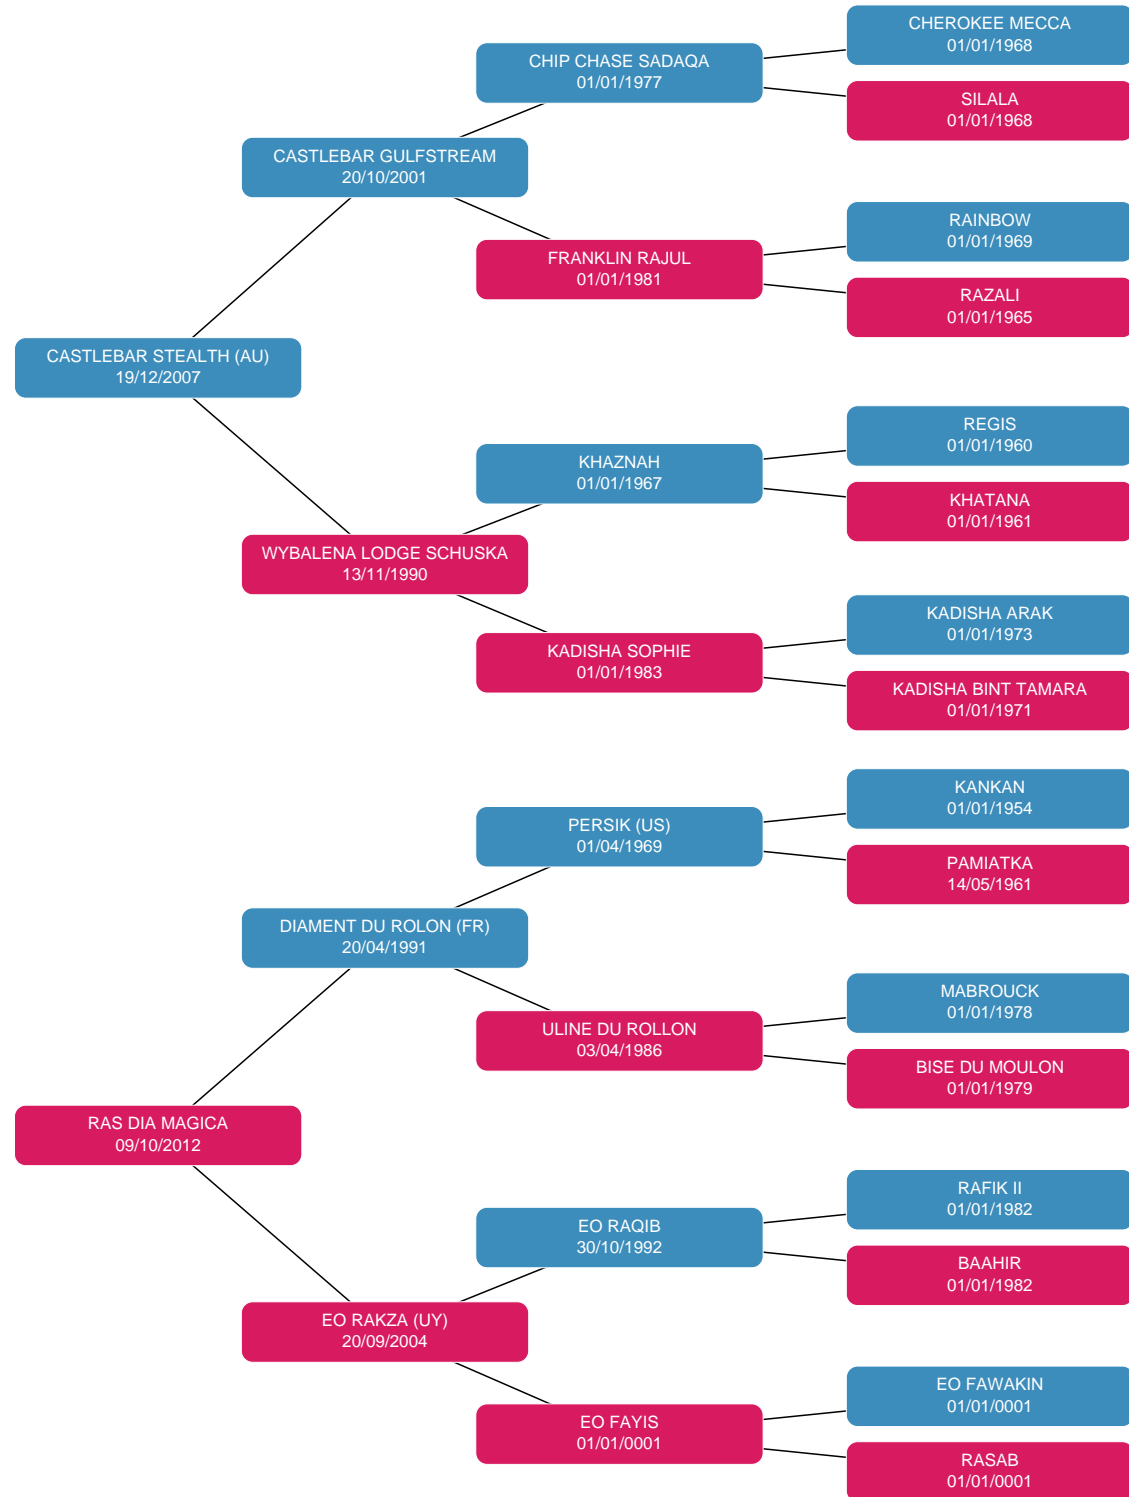 CHEROKEE MECCA
01/01/1968
CHIP CHASE SADAQA
01/01/1977
SILALA
01/01/1968
CASTLEBAR GULFSTREAM
20/10/2001
RAINBOW
01/01/1969
FRANKLIN RAJUL
01/01/1981
RAZALI
01/01/1965
CASTLEBAR STEALTH (AU)
19/12/2007
REGIS
01/01/1960
KHAZNAH
01/01/1967
KHATANA
01/01/1961
WYBALENA LODGE SCHUSKA
13/11/1990
KADISHA ARAK
01/01/1973
KADISHA SOPHIE
01/01/1983
KADISHA BINT TAMARA
01/01/1971
KANKAN
01/01/1954
PERSIK (US)
01/04/1969
PAMIATKA
14/05/1961
DIAMENT DU ROLON (FR)
20/04/1991
MABROUCK
01/01/1978
ULINE DU ROLLON
03/04/1986
BISE DU MOULON
01/01/1979
RAS DIA MAGICA
09/10/2012
RAFIK II
01/01/1982
EO RAQIB
30/10/1992
BAAHIR
01/01/1982
EO RAKZA (UY)
20/09/2004
EO FAWAKIN
01/01/0001
EO FAYIS
01/01/0001
RASAB
01/01/0001